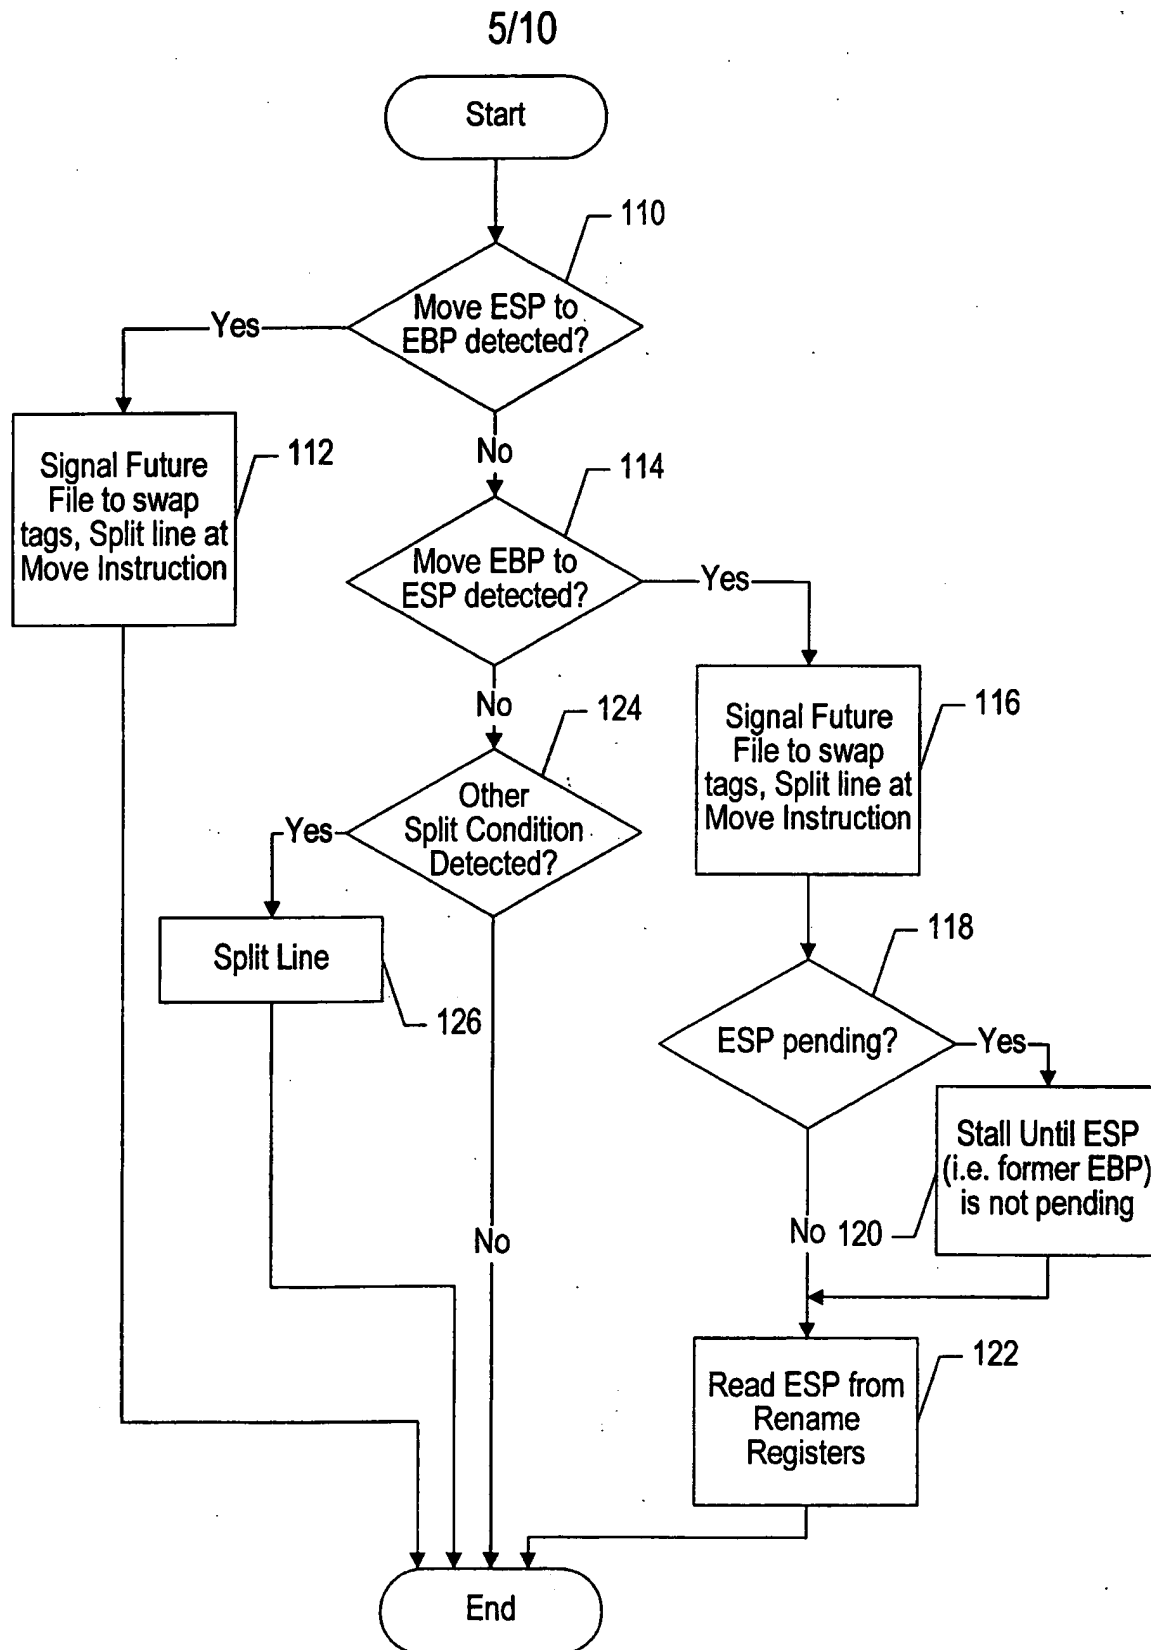 5/10
Start
110
Move ESP to
EBP detected?
Yes
No
112
Signal Future
File to swap
tags, Split line at
Move Instruction
114
Move EBP to
ESP detected?
Yes
No
116
Signal Future
File to swap
tags, Split line at
Move Instruction
124
Other
Split Condition
Detected?
Yes
No
Split Line
126
118
ESP pending?
Yes
No
Stall Until ESP
(i.e. former EBP)
is not pending
120
122
Read ESP from
Rename
Registers
End